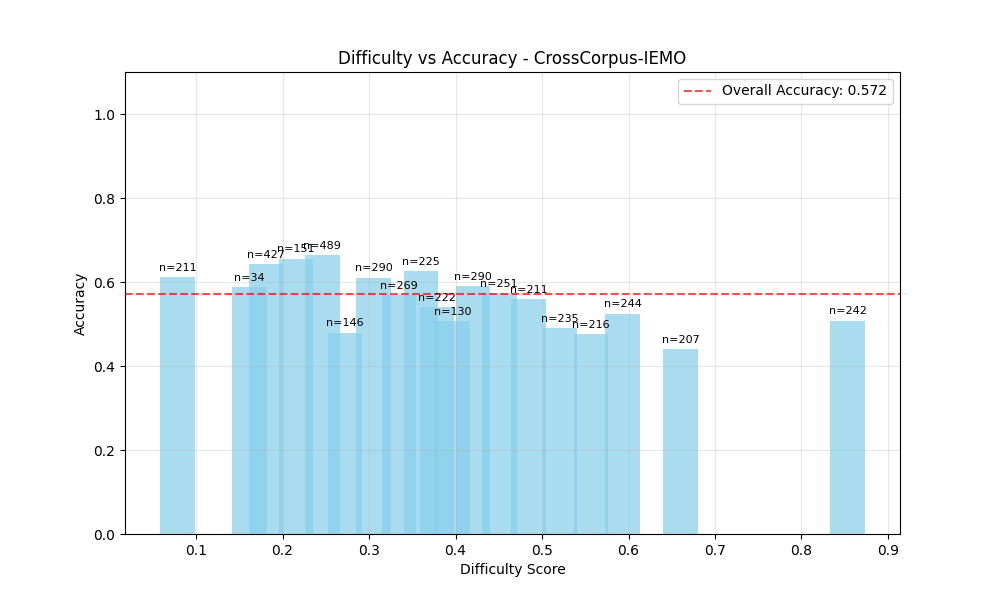 Difficulty vs Accuracy - CrossCorpus-IEMO
Overall Accuracy: 0.572
Accuracy
1.0
0.8
0.6
0.4
0.2
0.0
n=211
n=34
n=427
n=151
n=489
n=146
n=290
n=269
n=225
n=222
n=130
n=290
n=251
n=211
n=235
n=216
n=244
n=207
n=242
0.1 0.2 0.3 0.4 0.5 0.6 0.7 0.8 0.9
Difficulty Score